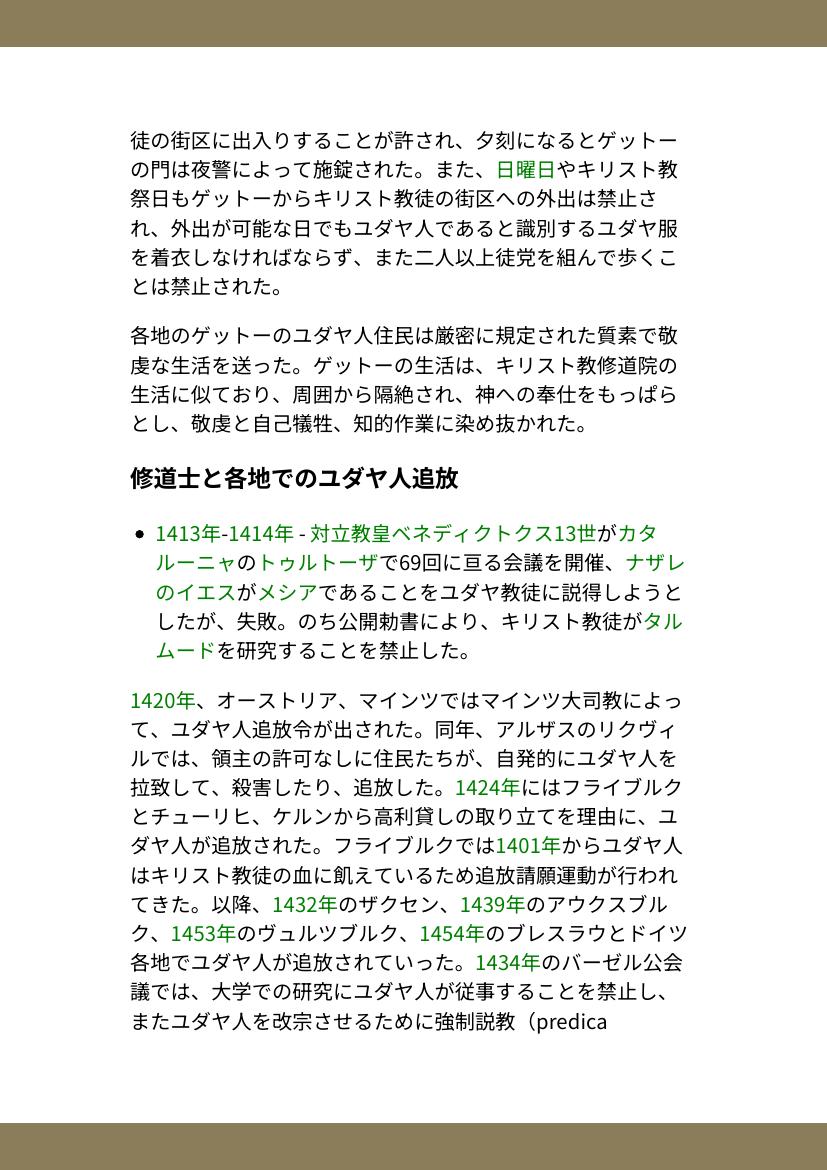 徒の街区に出入りすることが許され、夕刻になるとゲットー
の門は夜警によって施錠された。また、日曜日やキリスト教
祭日もゲットーからキリスト教徒の街区への外出は禁止さ
れ、外出が可能な日でもユダヤ人であると識別するユダヤ服
を着衣しなければならず、また二人以上徒党を組んで歩くこ
とは禁止された。
各地のゲットーのユダヤ人住民は厳密に規定された質素で敬
虔な生活を送った。ゲットーの生活は、キリスト教修道院の
生活に似ており、周囲から隔絶され、神への奉仕をもっぱら
とし、敬虔と自己犠牲、知的作業に染め抜かれた。
修道士と各地でのユダヤ人追放
● 1413年-1414年 - 対立教皇ベネディクトクス13世がカタ
ルーニャのトゥルトーザで69回に亘る会議を開催、ナザレ
のイエスがメシアであることをユダヤ教徒に説得しようと
したが、失敗。のち公開勅書により、キリスト教徒がタル
ムードを研究することを禁止した。
1420年、オーストリア、マインツではマインツ大司教によっ
て、ユダヤ人追放令が出された。同年、アルザスのリクヴィ
ルでは、領主の許可なしに住民たちが、自発的にユダヤ人を
拉致して、殺害したり、追放した。1424年にはフライブルク
とチューリヒ、ケルンから高利貸しの取り立てを理由に、ユ
ダヤ人が追放された。フライブルクでは1401年からユダヤ人
はキリスト教徒の血に飢えているため追放請願運動が行われ
てきた。以降、1432年のザクセン、1439年のアウクスブル
ク、1453年のヴュルツブルク、1454年のブレスラウとドイツ
各地でユダヤ人が追放されていった。1434年のバーゼル公会
議では、大学での研究にユダヤ人が従事することを禁止し、
またユダヤ人を改宗させるために強制説教（predica